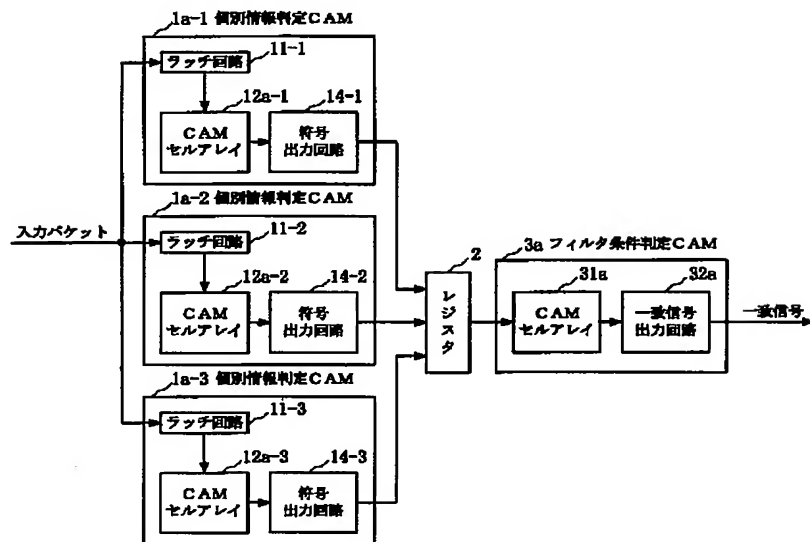 1a-1 個別情報判定CAM
11-1
ラッチ回路
12a-1
14-1
CAM
セルアレイ
符号
出力回路
入力パケット
1a-2 個別情報判定CAM
11-2
ラッチ回路
12a-2
14-2
CAM
セルアレイ
符号
出力回路
1a-3 個別情報判定CAM
11-3
ラッチ回路
12a-3
14-3
CAM
セルアレイ
符号
出力回路
2
レジスタ
3a フィルタ条件判定CAM
31a
32a
CAM
セルアレイ
一致信号
出力回路
一致信号